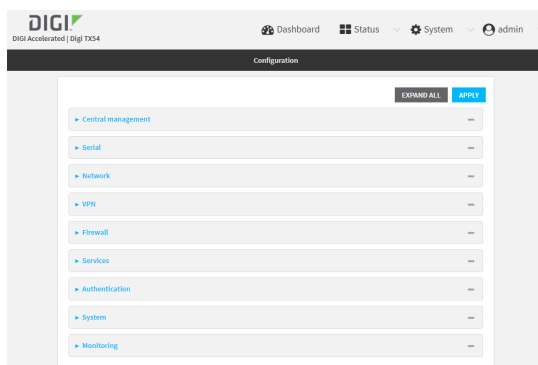 DIGI
DIGI Accelerated | Digi TX54
Dashboard Status System admin
Configuration
EXPAND ALL APPLY
Central management
Serial
Network
VPN
Firewall
Services
Authentication
System
Monitoring